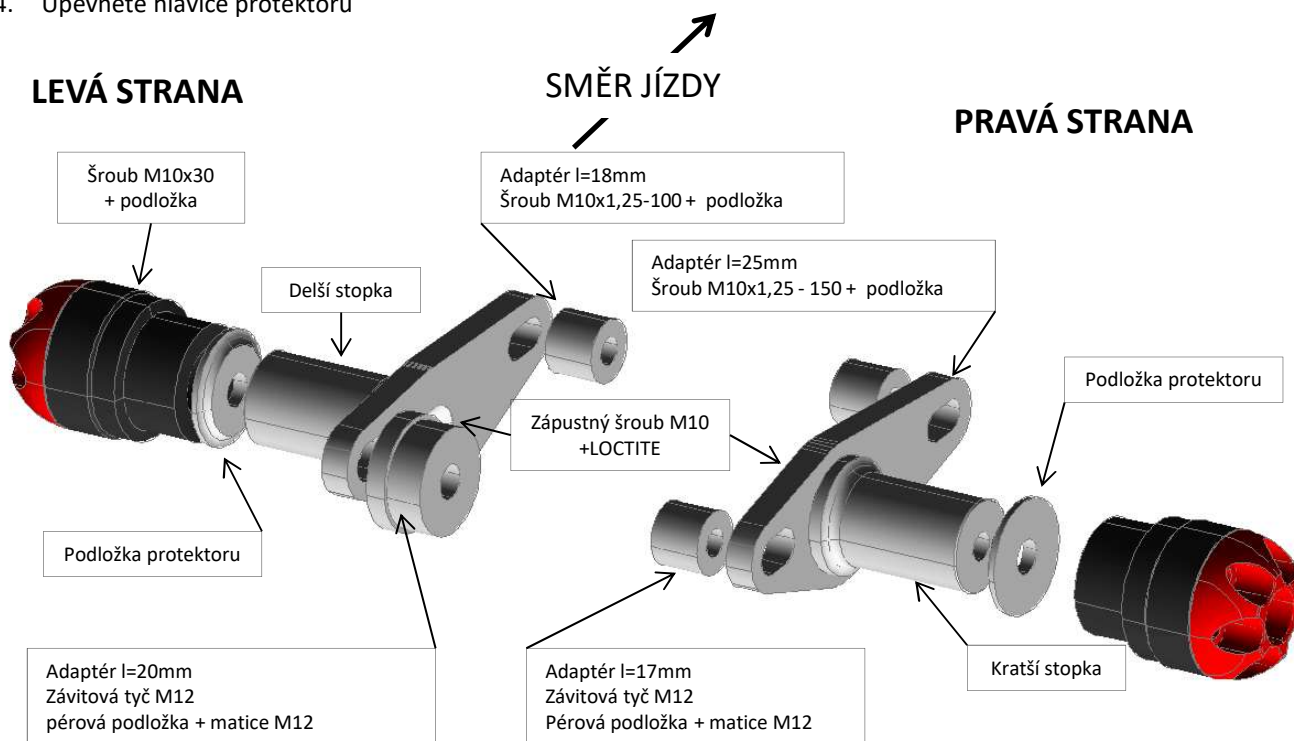 4. Upevněte hlavice protektorů
SMĚR JÍZDY
LEVÁ STRANA
PRAVÁ STRANA
Šroub M10x30
+ podložka
Adaptér l=18mm
Šroub M10x1,25-100 + podložka
Adaptér l=25mm
Šroub M10x1,25 - 150 + podložka
Delší stopka
Podložka protektoru
Zápustný šroub M10
+LOCTITE
Podložka protektoru
Adaptér l=20mm
Závitová tyč M12
pérová podložka + matice M12
Adaptér l=17mm
Závitová tyč M12
Pérová podložka + matice M12
Kratší stopka